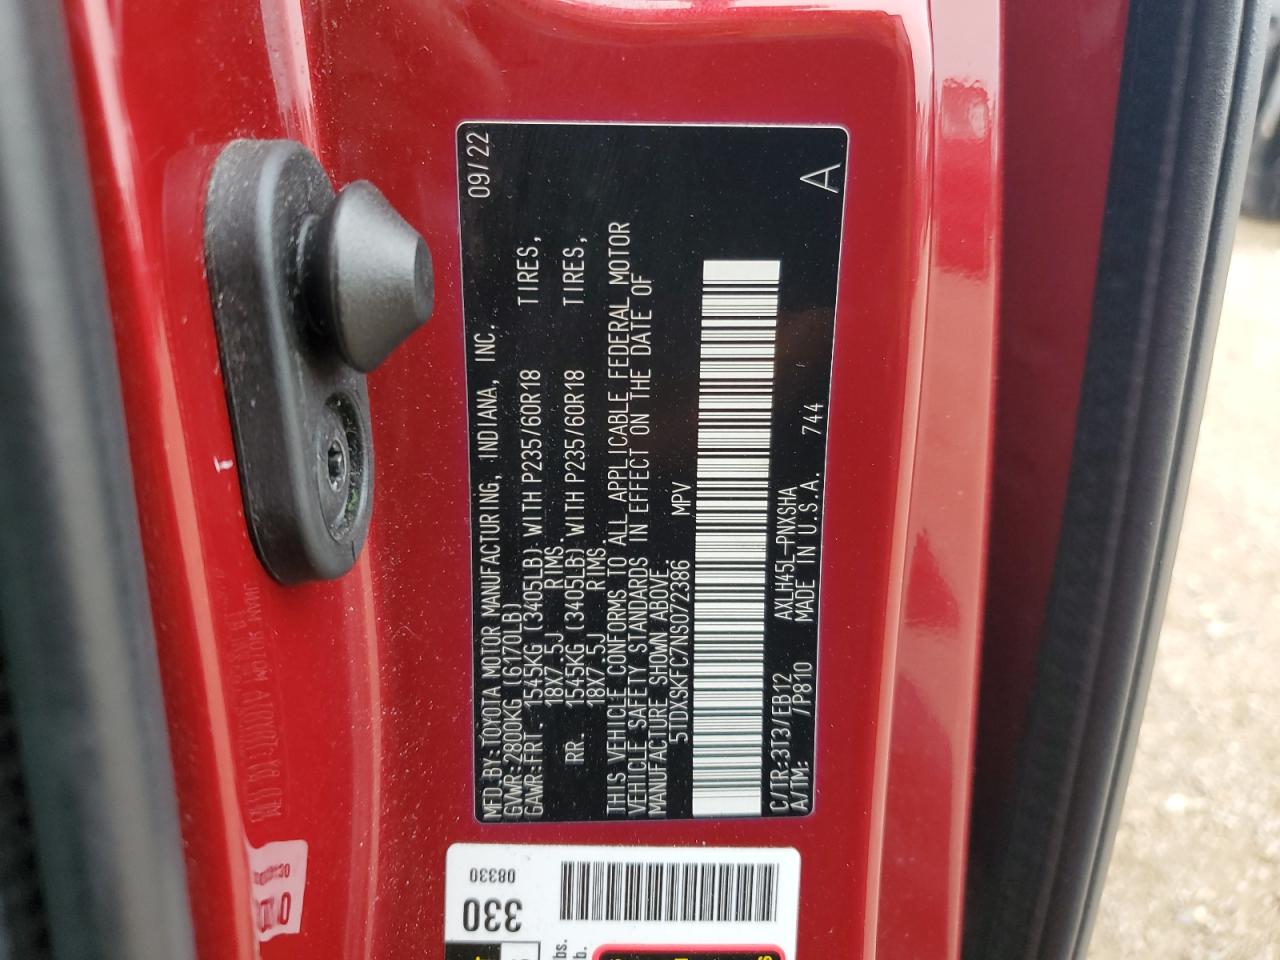 MFD.BY:TOYOTA MOTOR MANUFACTURING, INDIANA, INC. 09/22
GVWR:2800KG (6170LB)
GAWR:FRT- 1545KG (3405LB) WITH P235/60R18 TIRES,
18X7.5J RIMS.
RR. 1545KG (3405LB) WITH P235/60R18 TIRES,
18X7.5J RIMS.
THIS VEHICLE CONFORMS TO ALL APPLICABLE FEDERAL MOTOR
VEHICLE SAFETY STANDARDS IN EFFECT ON THE DATE OF
MANUFACTURE SHOWN ABOVE.
5TDXSKFC7NS072386 MPV
C/TR:3T3/EB12 AXLH45L-PNXSHA
A/TM: /P810 MADE IN U.S.A. 744 A
08330
330
bs.
b.